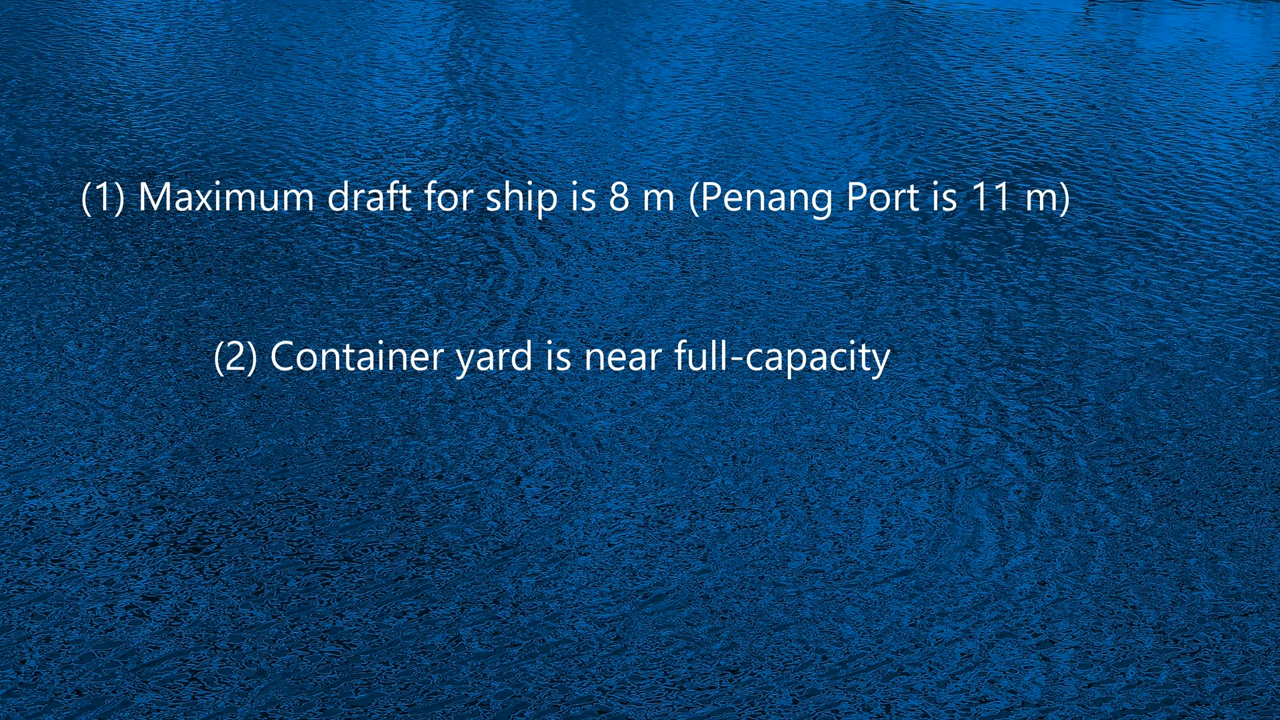 (1) Maximum draft for ship is 8 m (Penang Port is 11 m)
(2) Container yard is near full-capacity